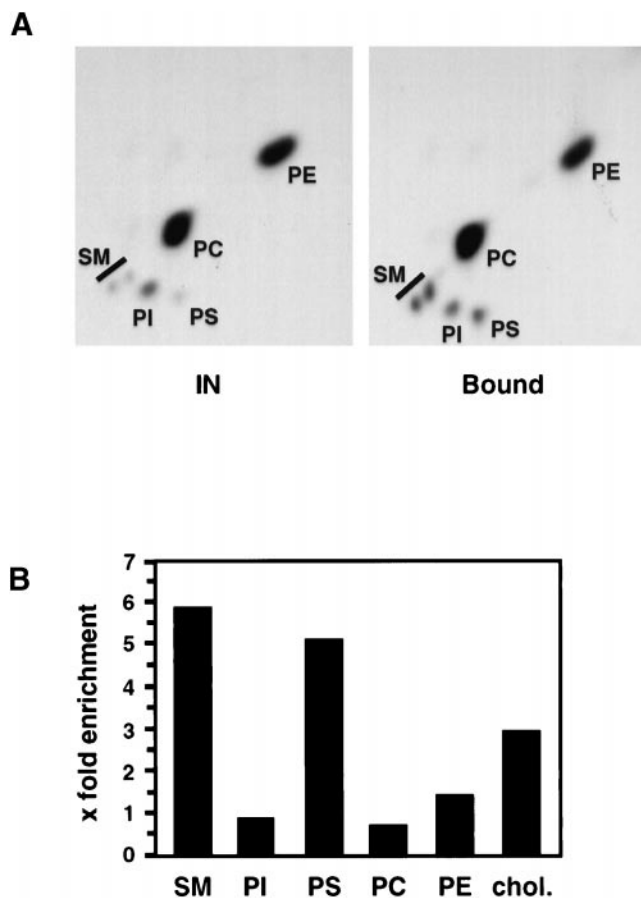 A
PE PE
PC PC
SM SM
PI PS PI PS
IN Bound
B
x fold enrichment
7
6
5
4
3
2
1
0
SM PI PS PC PE chol.